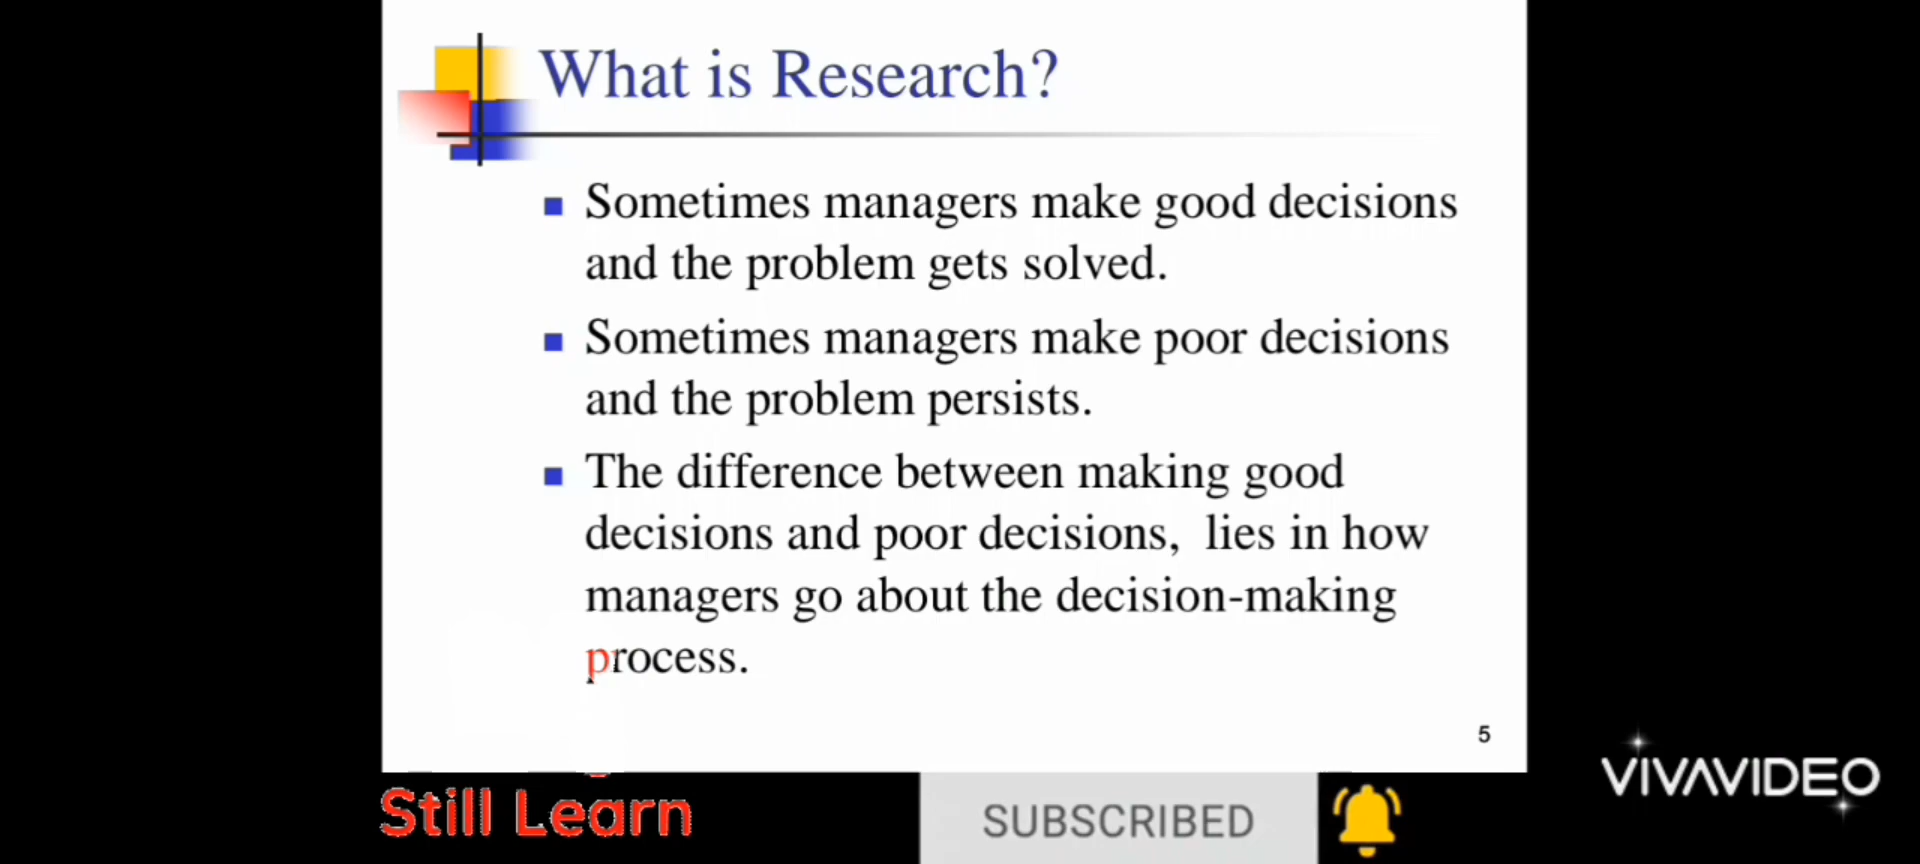 What is Research?
Sometimes managers make good decisions
and the problem gets solved.
Sometimes managers make poor decisions
and the problem persists.
The difference between making good
decisions and poor decisions, lies in how
managers go about the decision-making
process.
5
Still Learn
SUBSCRIBED
VIVAVIDEO